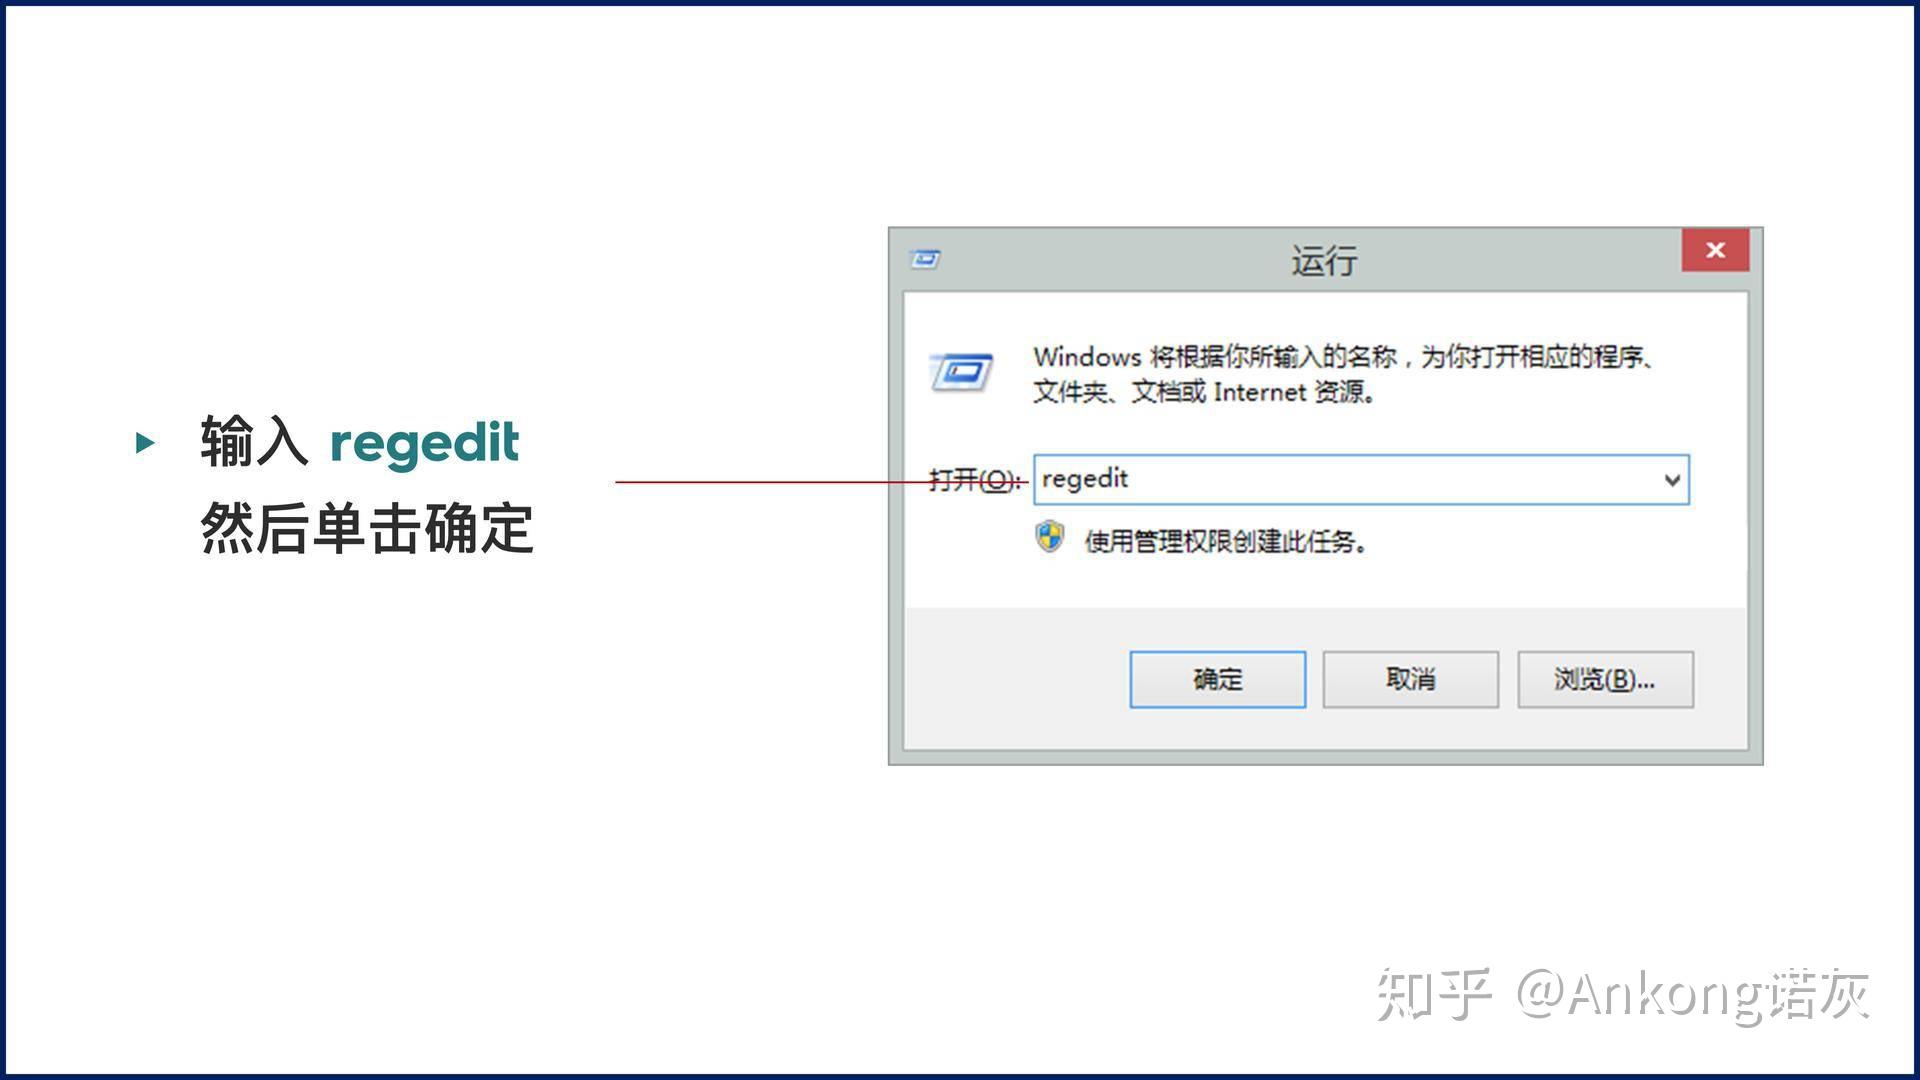 输入 regedit
然后单击确定
运行
Windows 将根据你所输入的名称，为你打开相应的程序、
文件夹、文档或 Internet 资源。
打开(O):
regedit
使用管理权限创建此任务。
确定
取消
浏览(B)...
知乎 @Ankong诺灰